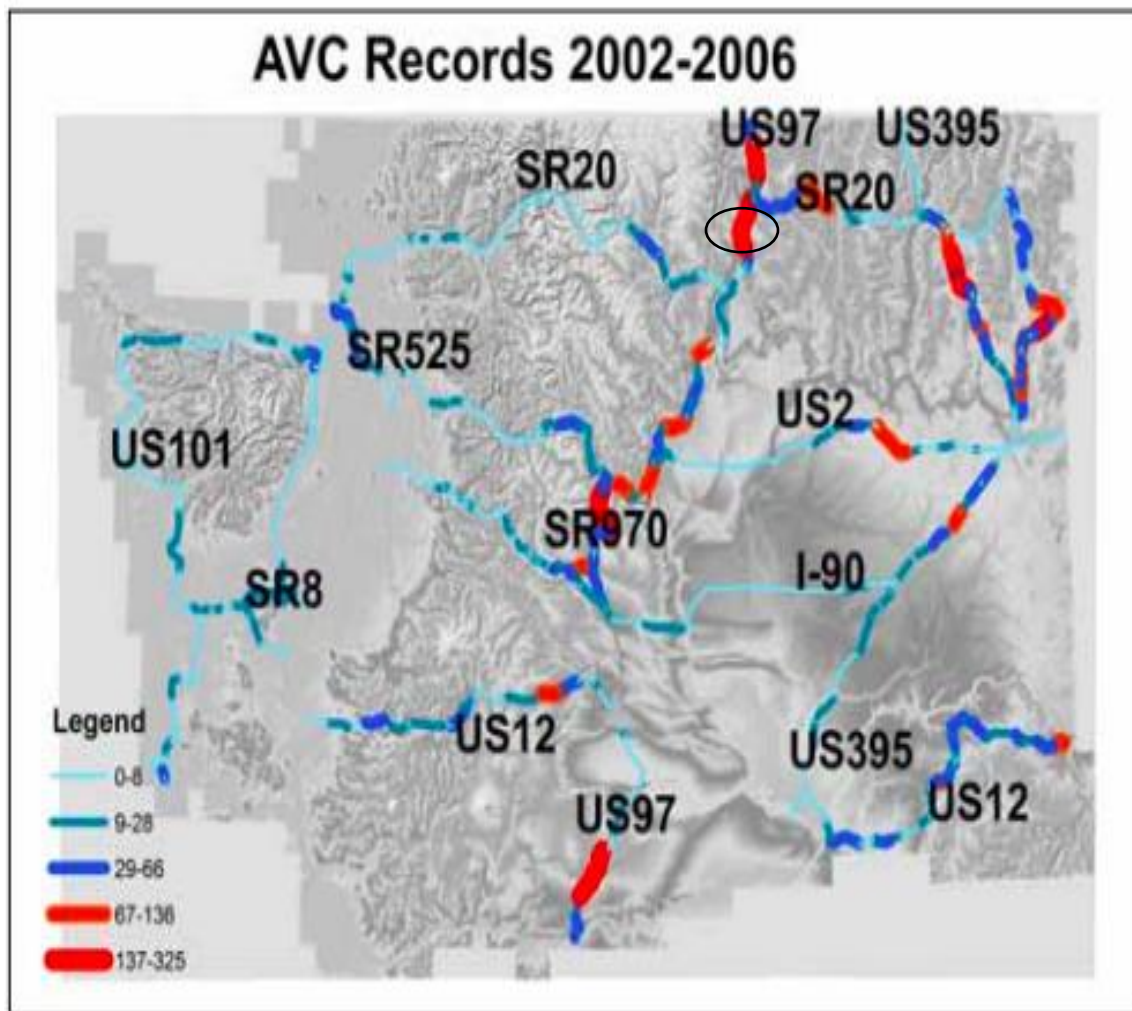 AVC Records 2002-2006
US97
US395
SR20
SR20
SR525
US2
US101
SR970
I-90
SR8
Legend
US12
US395
US12
US97
0-8
9-28
29-66
67-136
137-325